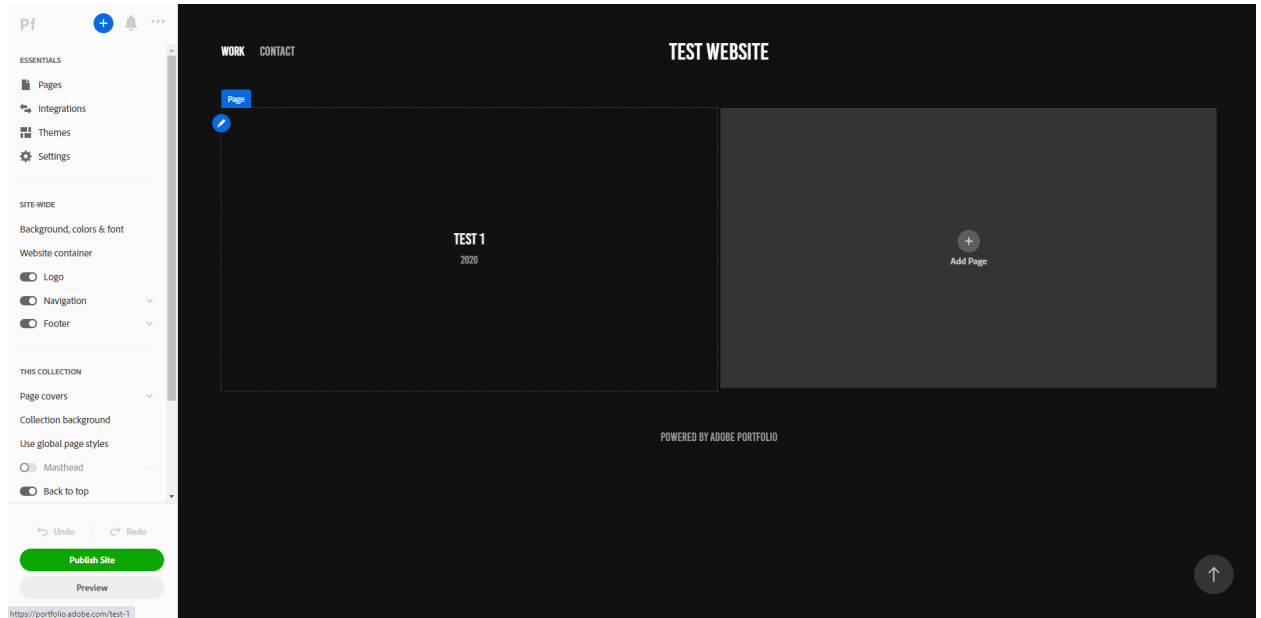 Pf
ESSENTIALS
Pages
Integrations
Themes
Settings
SITE-WIDE
Background, colors & font
Website container
Logo
Navigation
Footer
THIS COLLECTION
Page covers
Collection background
Use global page styles
Masthead
Back to top
Undo
Redo
Publish Site
Preview
https://portfolio.adobe.com/test-1
WORK CONTACT
TEST WEBSITE
Page
TEST 1
2020
Add Page
POWERED BY ADOBE PORTFOLIO